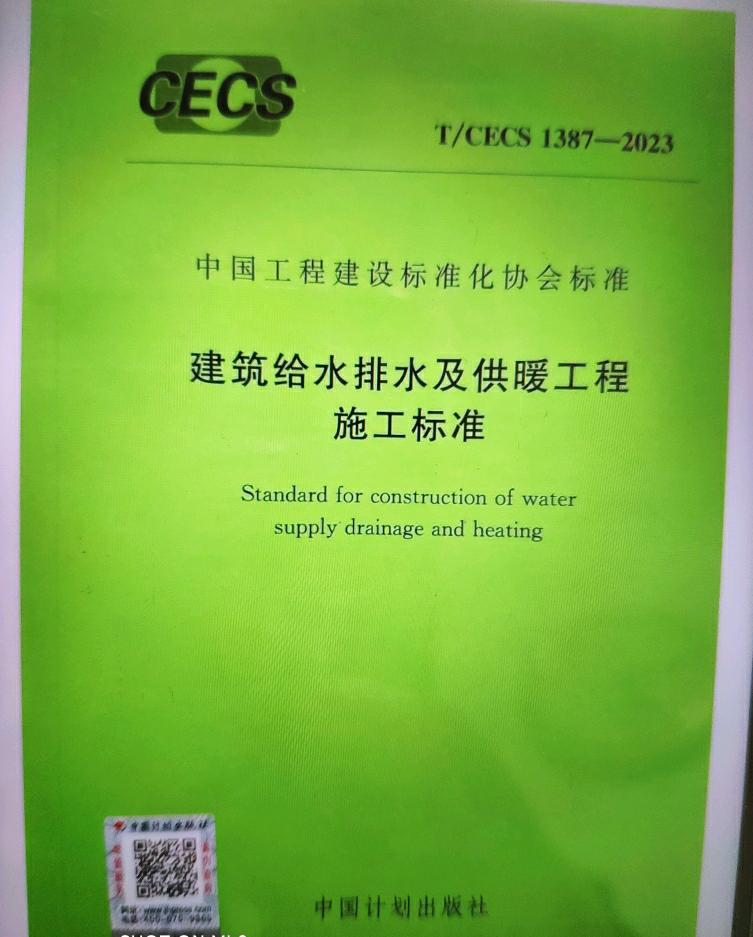 CECS
T/CECS 1387—2023
中国工程建设标准化协会标准
建筑给水排水及供暖工程
施工标准
Standard for construction of water
supply drainage and heating
中国计划出版社